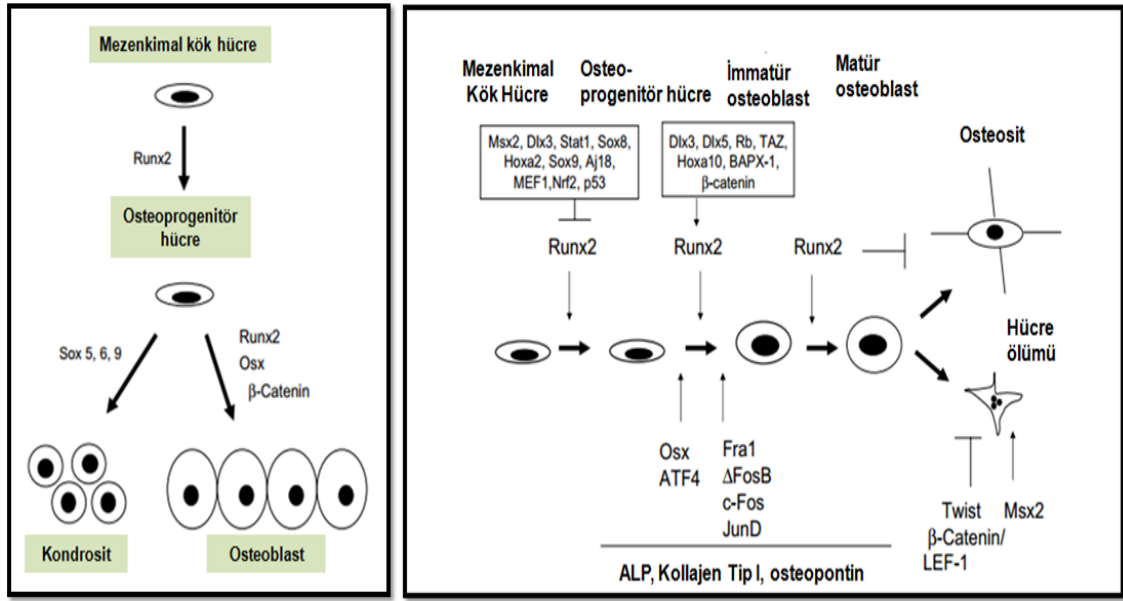 Mezenkimal kök hücre
Runx2
Osteoprogenitör
hücre
Sox 5, 6, 9
Runx2
Osx
β-Catenin
Kondrosit
Osteoblast
Mezenkimal
Kök Hücre
Osteo-
progenitör hücre
İmmatür
osteoblast
Matür
osteoblast
Msx2, Dlx3, Stat1, Sox8,
Hoxa2, Sox9, Aj18,
MEF1,Nrf2, p53
Dlx3, Dlx5, Rb, TAZ,
Hoxa10, BAPX-1,
β-catenin
Osteosit
Runx2
Runx2
Runx2
Hücre
ölümü
Osx
ATF4
Fra1
ΔFosB
c-Fos
JunD
Twist
β-Catenin/
LEF-1
Msx2
ALP, Kollajen Tip I, osteopontin